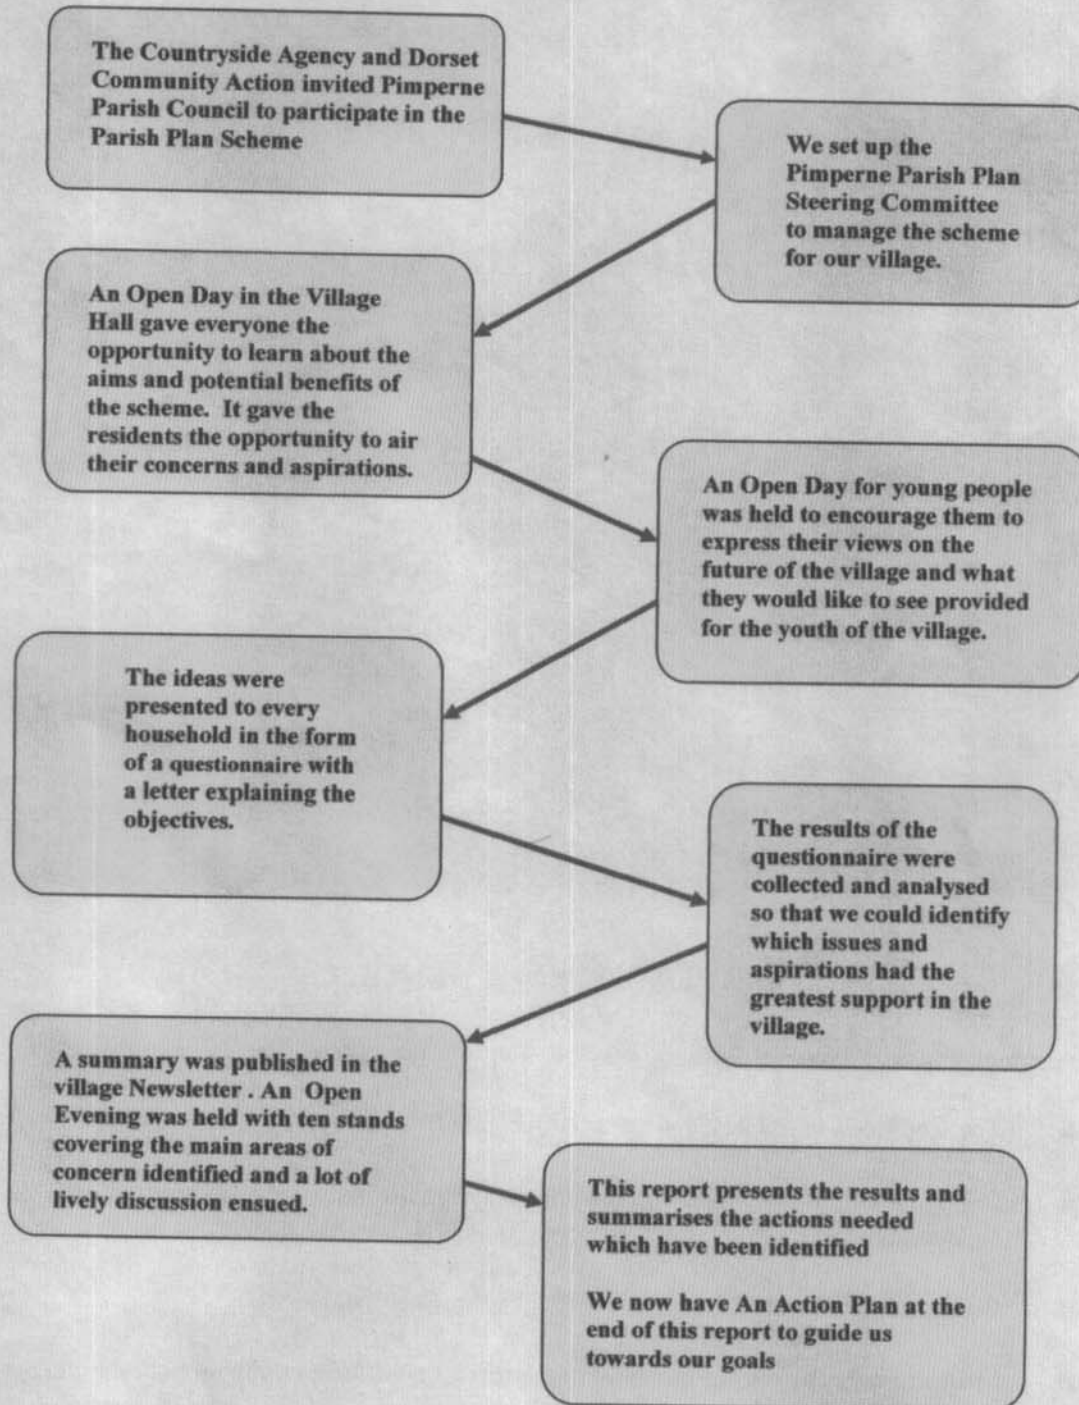 The Countryside Agency and Dorset
Community Action invited Pimperne
Parish Council to participate in the
Parish Plan Scheme
We set up the
Pimperne Parish Plan
Steering Committee
to manage the scheme
for our village.
An Open Day in the Village
Hall gave everyone the
opportunity to learn about the
aims and potential benefits of
the scheme. It gave the
residents the opportunity to air
their concerns and aspirations.
An Open Day for young people
was held to encourage them to
express their views on the
future of the village and what
they would like to see provided
for the youth of the village.
The ideas were
presented to every
household in the form
of a questionnaire with
a letter explaining the
objectives.
The results of the
questionnaire were
collected and analysed
so that we could identify
which issues and
aspirations had the
greatest support in the
village.
A summary was published in the
village Newsletter . An Open
Evening was held with ten stands
covering the main areas of
concern identified and a lot of
lively discussion ensued.
This report presents the results and
summarises the actions needed
which have been identified
We now have An Action Plan at the
end of this report to guide us
towards our goals